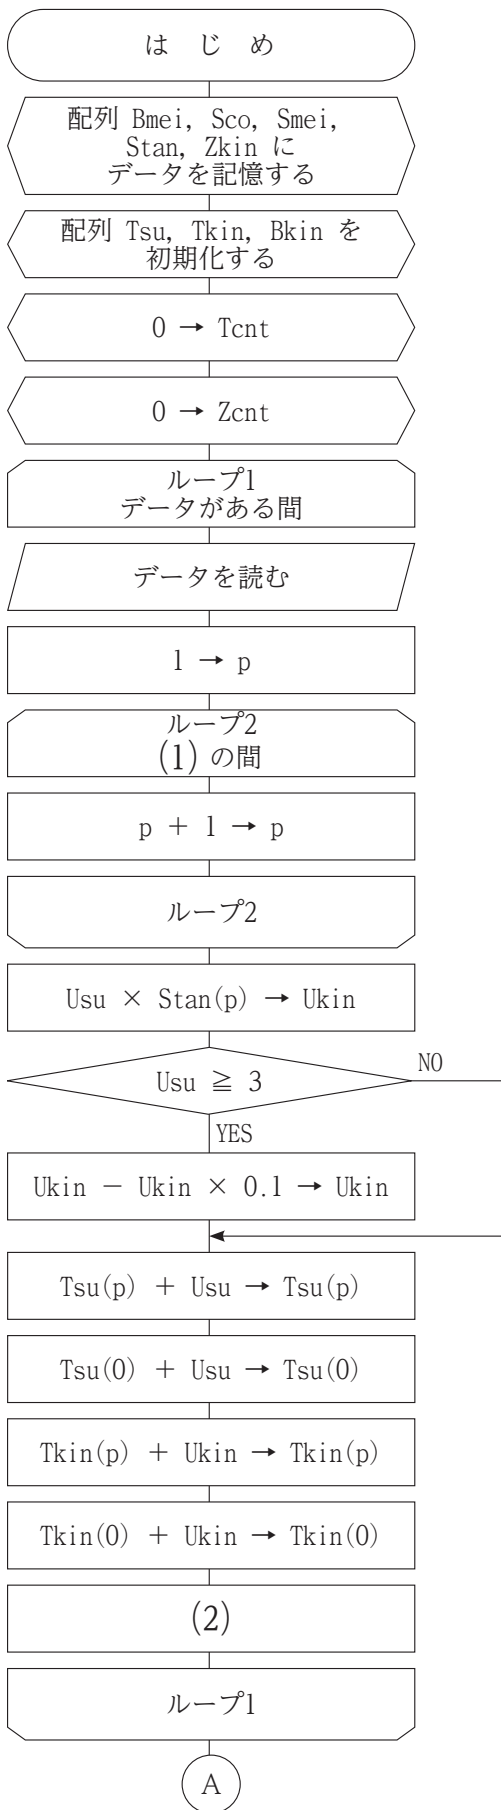 は じ め
配列 Bmei, Sco, Smei,
Stan, Zkin に
データを記憶する
配列 Tsu, Tkin, Bkin を
初期化する
0 → Tcnt
0 → Zcnt
ループ1
データがある間
データを読む
1 → p
ループ2
(1) の間
p + 1 → p
ループ2
Usu × Stan(p) → Ukin
Usu ≧ 3
NO
YES
Ukin - Ukin × 0.1 → Ukin
Tsu(p) + Usu → Tsu(p)
Tsu(0) + Usu → Tsu(0)
Tkin(p) + Ukin → Tkin(p)
Tkin(0) + Ukin → Tkin(0)
(2)
ループ1
A